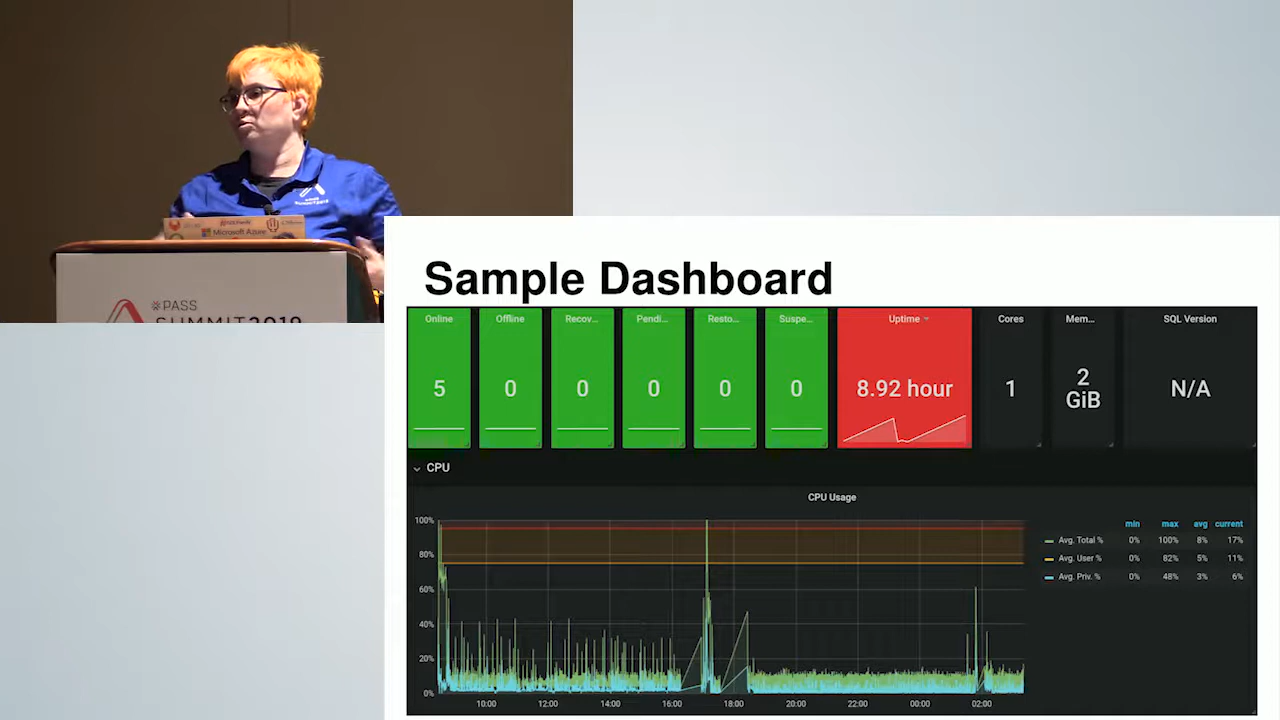 Microsoft Azure
PASS
SUMMIT 2019
Sample Dashboard
Online
Offline
Recov...
Pendi...
Resto...
Suspe...
Uptime
Cores
Mem...
SQL Version
5
0
0
0
0
0
8.92 hour
1
2
GiB
N/A
CPU
CPU Usage
100%
80%
60%
40%
20%
0%
10:00
12:00
14:00
16:00
18:00
20:00
22:00
00:00
02:00
min max avg current
Avg. Total % 0% 100% 8% 17%
Avg. User % 0% 82% 5% 11%
Avg. Priv. % 0% 48% 3% 6%